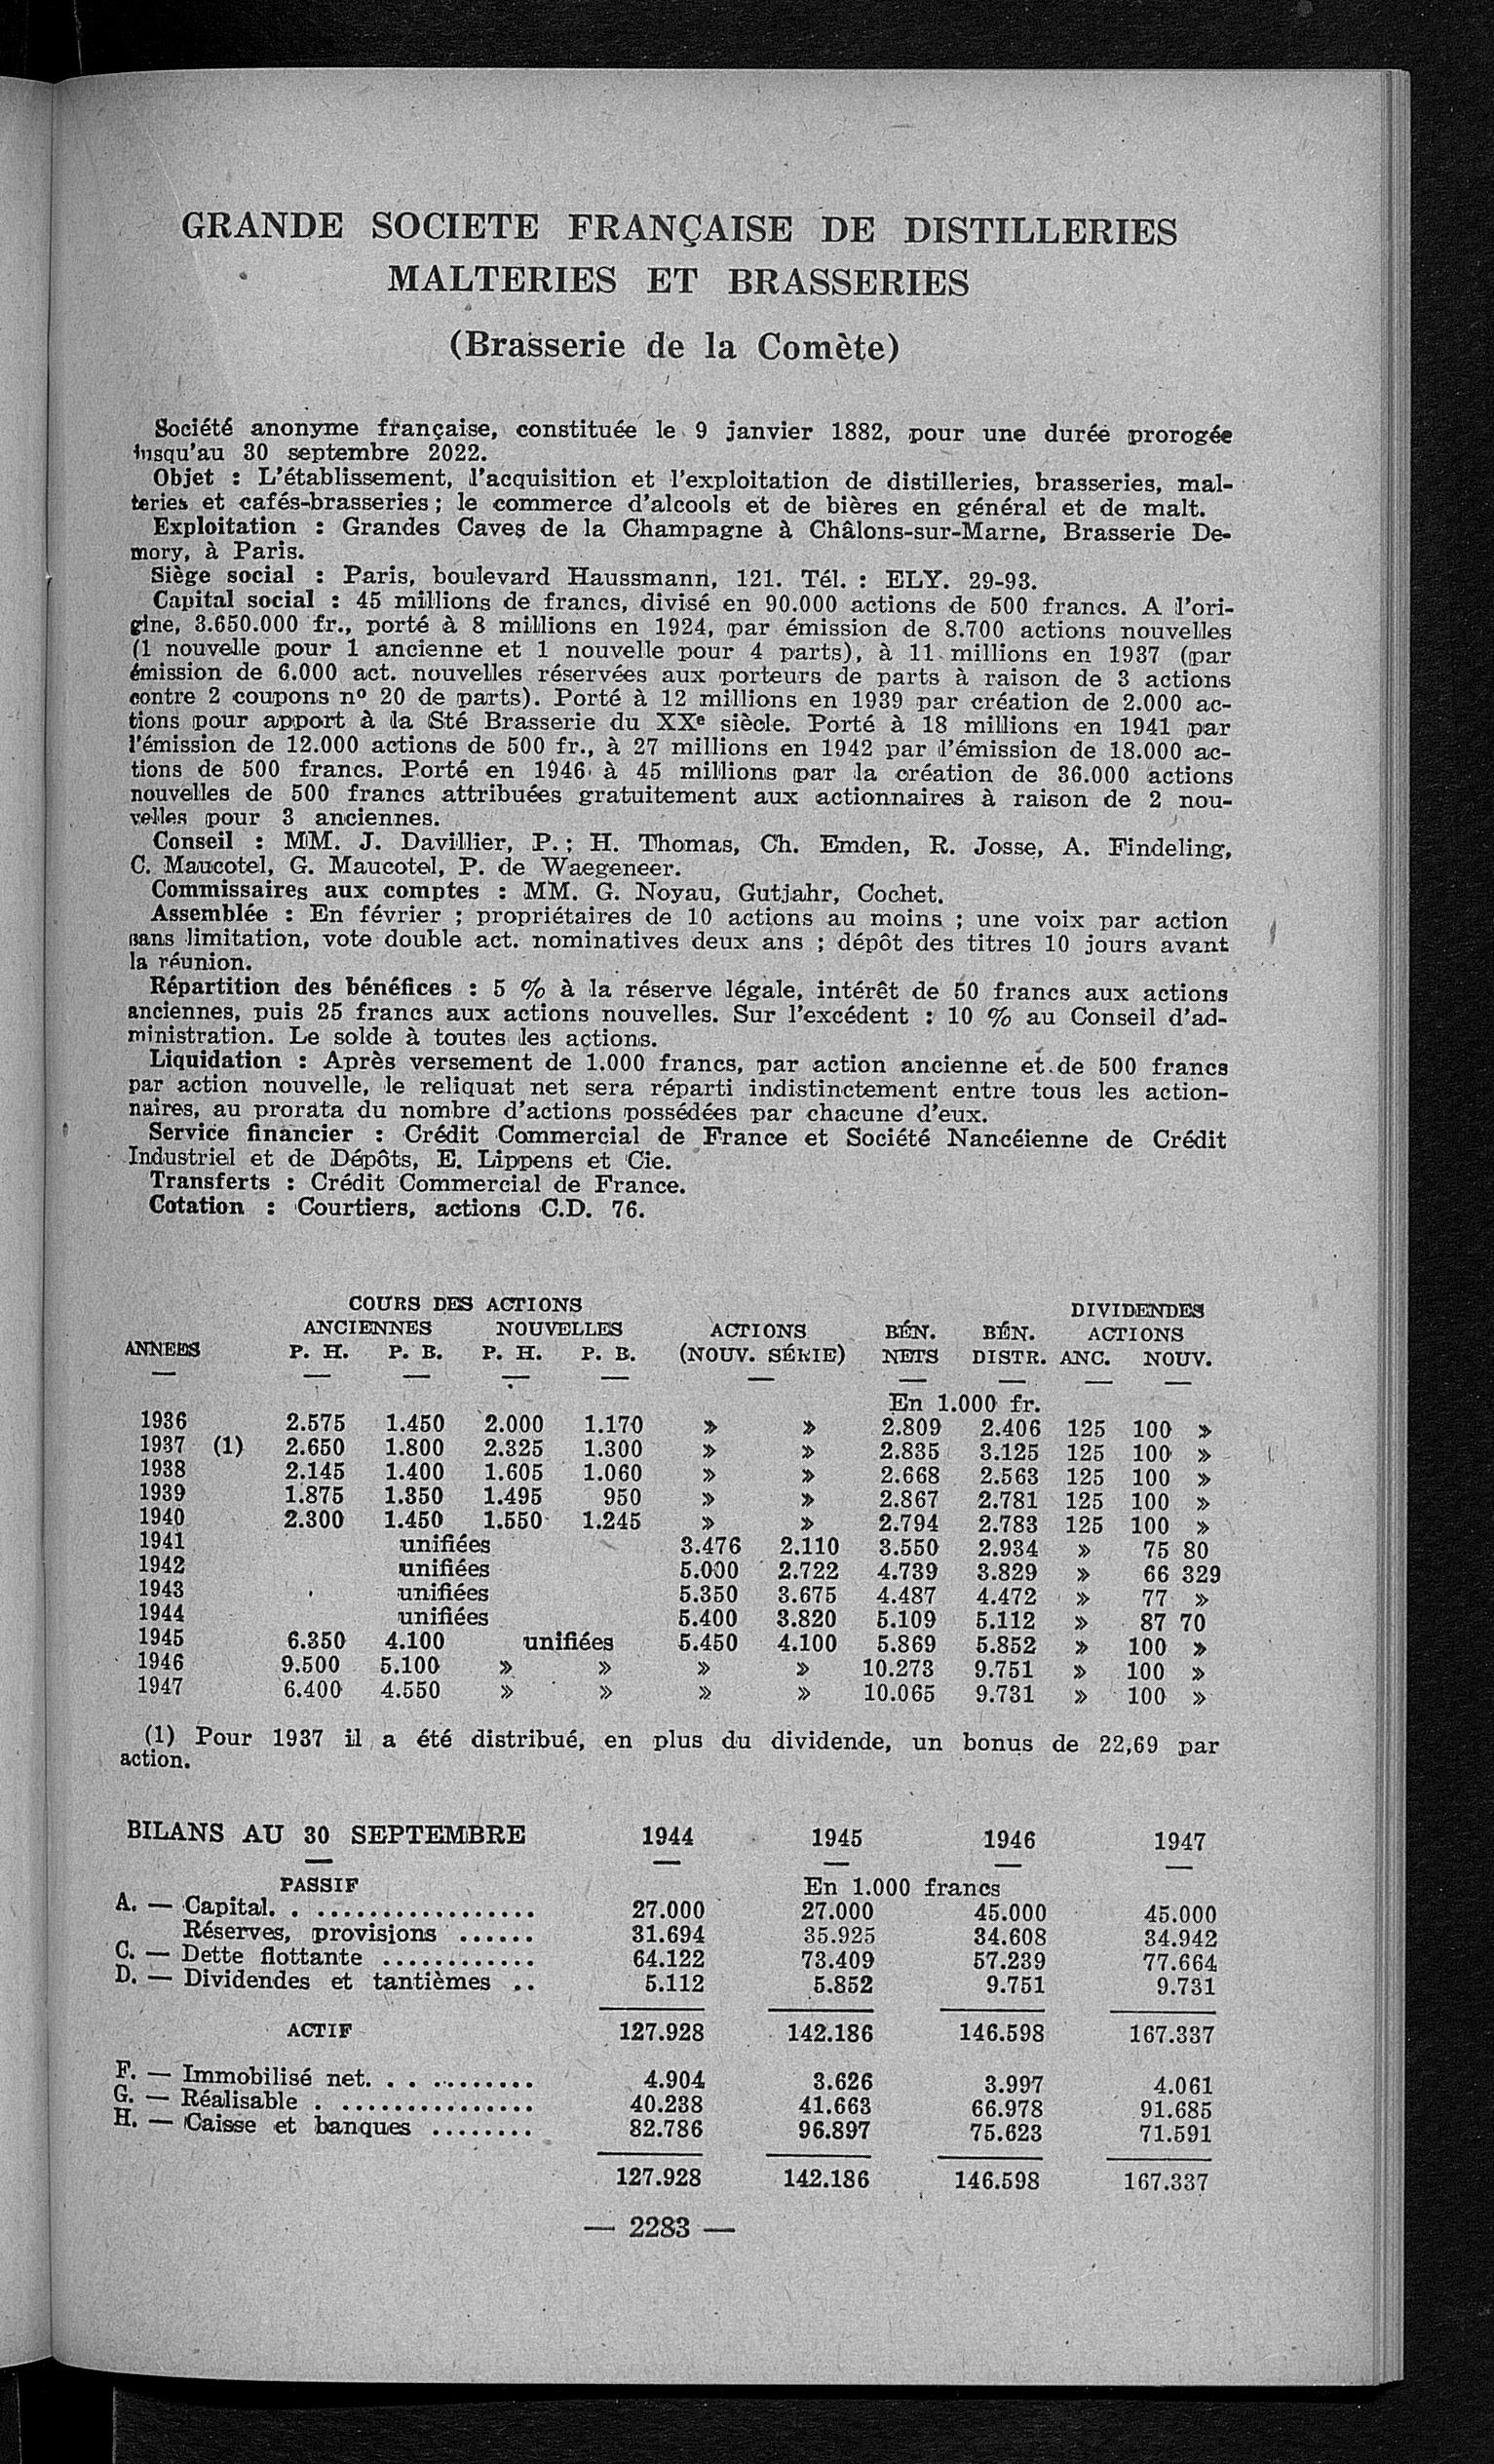 GRANDE SOCIETE FRANÇAISE DE DISTILLERIES
MALTERIES ET BRASSERIES
(Brasserie de la Comète)
Société anonyme française, constituée le 9 janvier 1882, pour une durée prorogée
jusqu'au 30 septembre 2022.
Objet : L'établissement, l'acquisition et l'exploitation de distilleries, brasseries, mal-
teries et cafés-brasseries ; le commerce d'alcools et de bières en général et de malt.
Exploitation : Grandes Caves de la Champagne à Châlons-sur-Marne, Brasserie De-
mory, à Paris.
Siège social : Paris, boulevard Haussmann, 121. Tél. : ELY. 29-93.
Capital social : 45 millions de francs, divisé en 90.000 actions de 500 francs. A l'ori-
gine, 3.650.000 fr., porté à 8 millions en 1924, par émission de 8.700 actions nouvelles
(1 nouvelle pour 1 ancienne et 1 nouvelle pour 4 parts), à 11 millions en 1937 (par
émission de 6.000 act. nouvelles réservées aux porteurs de parts à raison de 3 actions
contre 2 coupons nº 20 de parts). Porté à 12 millions en 1939 par création de 2.000 ac-
tions pour apport à la Sté Brasserie du XXe siècle. Porté à 18 millions en 1941 par
l'émission de 12.000 actions de 500 fr., à 27 millions en 1942 par l'émission de 18.000 ac-
tions de 500 francs. Porté en 1946 à 45 millions par la création de 36.000 actions
nouvelles de 500 francs attribuées gratuitement aux actionnaires à raison de 2 nou-
velles pour 3 anciennes.
Conseil : MM. J. Davillier, P. ; H. Thomas, Ch. Emden, R. Josse, A. Findeling,
C. Maucotel, G. Maucotel, P. de Waegeneer.
Commissaires aux comptes : MM. G. Noyau, Gutjahr, Cochet.
Assemblée : En février ; propriétaires de 10 actions au moins ; une voix par action
sans limitation, vote double act. nominatives deux ans ; dépôt des titres 10 jours avant
la réunion.
Répartition des bénéfices : 5 % à la réserve légale, intérêt de 50 francs aux actions
anciennes, puis 25 francs aux actions nouvelles. Sur l'excédent : 10 % au Conseil d'ad-
ministration. Le solde à toutes les actions.
Liquidation : Après versement de 1.000 francs, par action ancienne et de 500 francs
par action nouvelle, le reliquat net sera réparti indistinctement entre tous les action-
naires, au prorata du nombre d'actions possédées par chacune d'eux.
Service financier : Crédit Commercial de France et Société Nancéienne de Crédit
Industriel et de Dépôts, E. Lippens et Cie.
Transferts : Crédit Commercial de France.
Cotation : Courtiers, actions C.D. 76.
COURS DES ACTIONS DIVIDENDES
ANCIENNES NOUVELLES ACTIONS BÉN. BÉN. ACTIONS
ANNEES P. H. P. B. P. H. P. B. (NOUV. SÉRIE) NETS DISTR. ANC. NOUV.
En 1.000 fr.
1936 2.575 1.450 2.000 1.170 » » 2.809 2.406 125 100 »
1937 (1) 2.650 1.800 2.325 1.300 » » 2.835 3.125 125 100 »
1938 2.145 1.400 1.605 1.060 » » 2.668 2.563 125 100 »
1939 1.875 1.350 1.495 950 » » 2.867 2.781 125 100 »
1940 2.300 1.450 1.550 1.245 » » 2.794 2.783 125 100 »
1941 unifiées 3.476 2.110 3.550 2.934 » 75 80
1942 unifiées 5.000 2.722 4.739 3.829 » 66 329
1943 unifiées 5.350 3.675 4.487 4.472 » 77 »
1944 unifiées 5.400 3.820 5.109 5.112 » 87 70
1945 6.350 4.100 unifiées 5.450 4.100 5.869 5.852 » 100 »
1946 9.500 5.100 » » » » 10.273 9.751 » 100 »
1947 6.400 4.550 » » » » 10.065 9.731 » 100 »
(1) Pour 1937 il a été distribué, en plus du dividende, un bonus de 22,69 par
action.
BILANS AU 30 SEPTEMBRE 1944 1945 1946 1947
PASSIF En 1.000 francs
A. — Capital. . ................. 27.000 27.000 45.000 45.000
Réserves, provisions ...... 31.694 35.925 34.608 34.942
C. — Dette flottante ............ 64.122 73.409 57.239 77.664
D. — Dividendes et tantièmes .. 5.112 5.852 9.751 9.731
ACTIF 127.928 142.186 146.598 167.337
F. — Immobilisé net. . . .......... 4.904 3.626 3.997 4.061
G. — Réalisable . ............... 40.238 41.663 66.978 91.685
H. — Caisse et banques ........ 82.786 96.897 75.623 71.591
127.928 142.186 146.598 167.337
— 2283 —